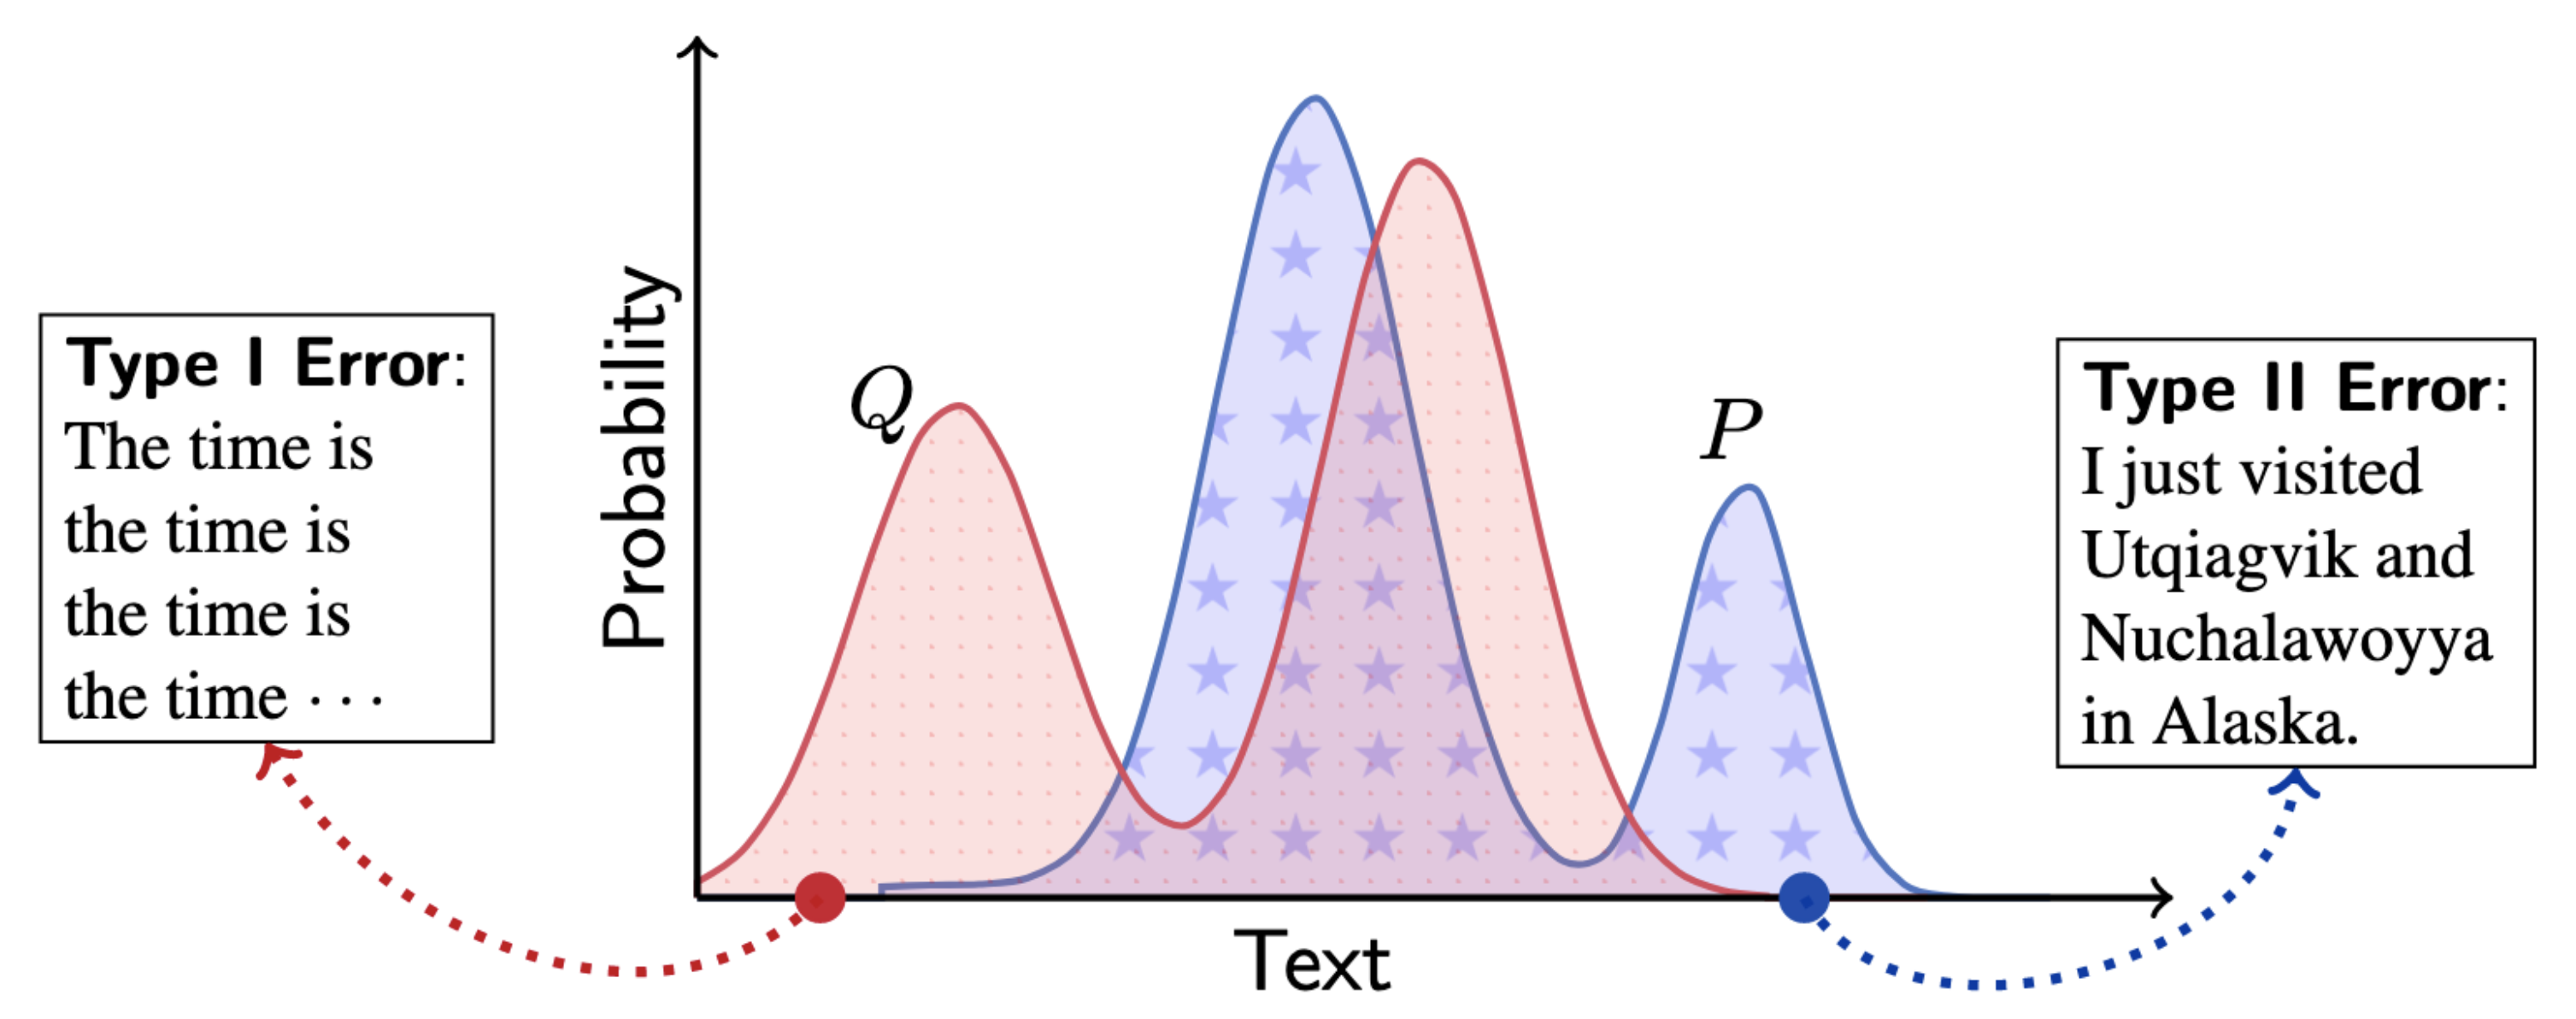 Type I Error:
The time is
the time is
the time is
the time · · ·
Probability
Q
P
Text
Type II Error:
I just visited
Utqiagvik and
Nuchalawoyya
in Alaska.